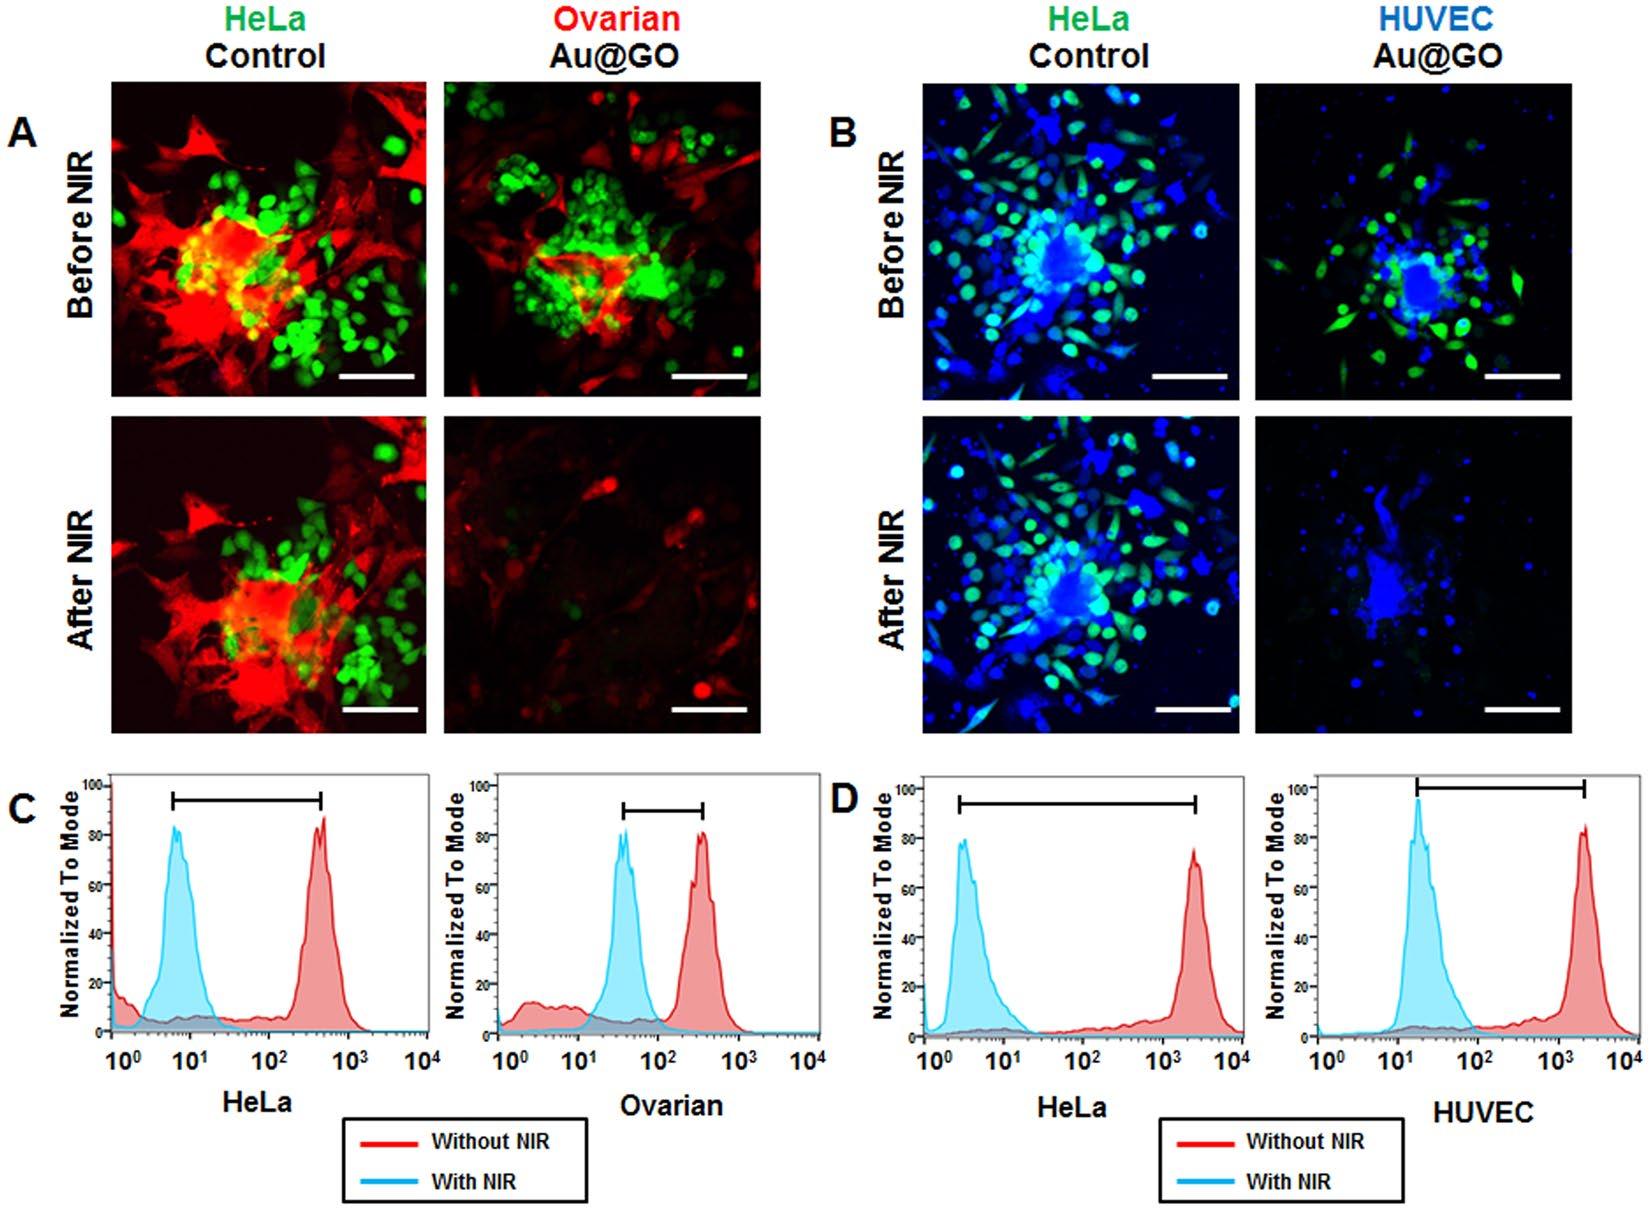 HeLa
Control
Ovarian
Au@GO
HeLa
Control
HUVEC
Au@GO
A
Before NIR
After NIR
B
Before NIR
After NIR
C
Normalized To Mode
100
80
60
40
20
0
10⁰ 10¹ 10² 10³ 10⁴
HeLa
Normalized To Mode
100
80
60
40
20
0
10⁰ 10¹ 10² 10³ 10⁴
Ovarian
Without NIR
With NIR
D
Normalized To Mode
100
80
60
40
20
0
10⁰ 10¹ 10² 10³ 10⁴
HeLa
Normalized To Mode
100
80
60
40
20
0
10⁰ 10¹ 10² 10³ 10⁴
HUVEC
Without NIR
With NIR